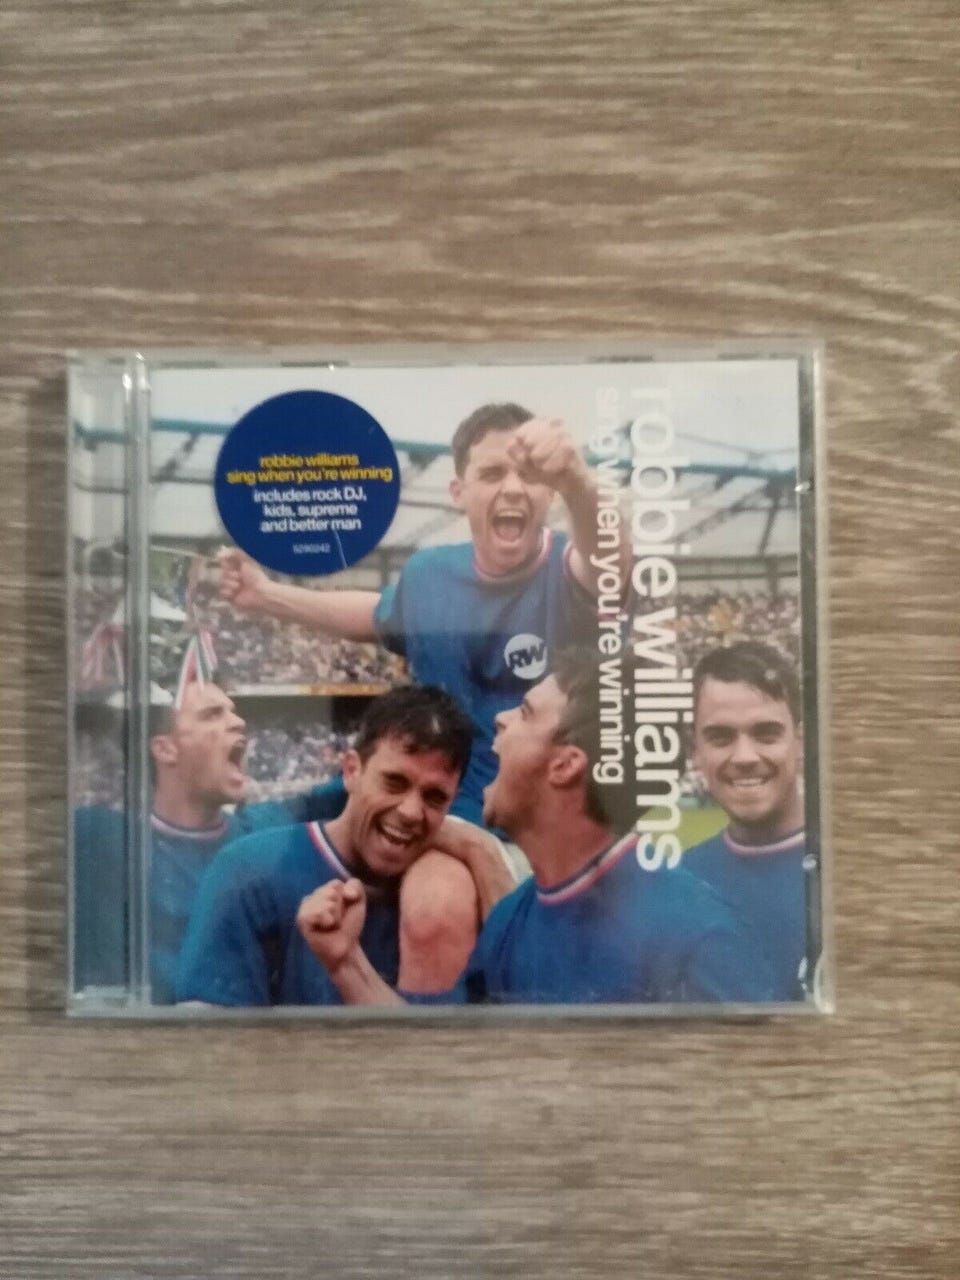 robbie williams
sing when you're winning
includes rock DJ,
kids, supreme
and better man
5290242
robbie williams
sing when you're winning
RW